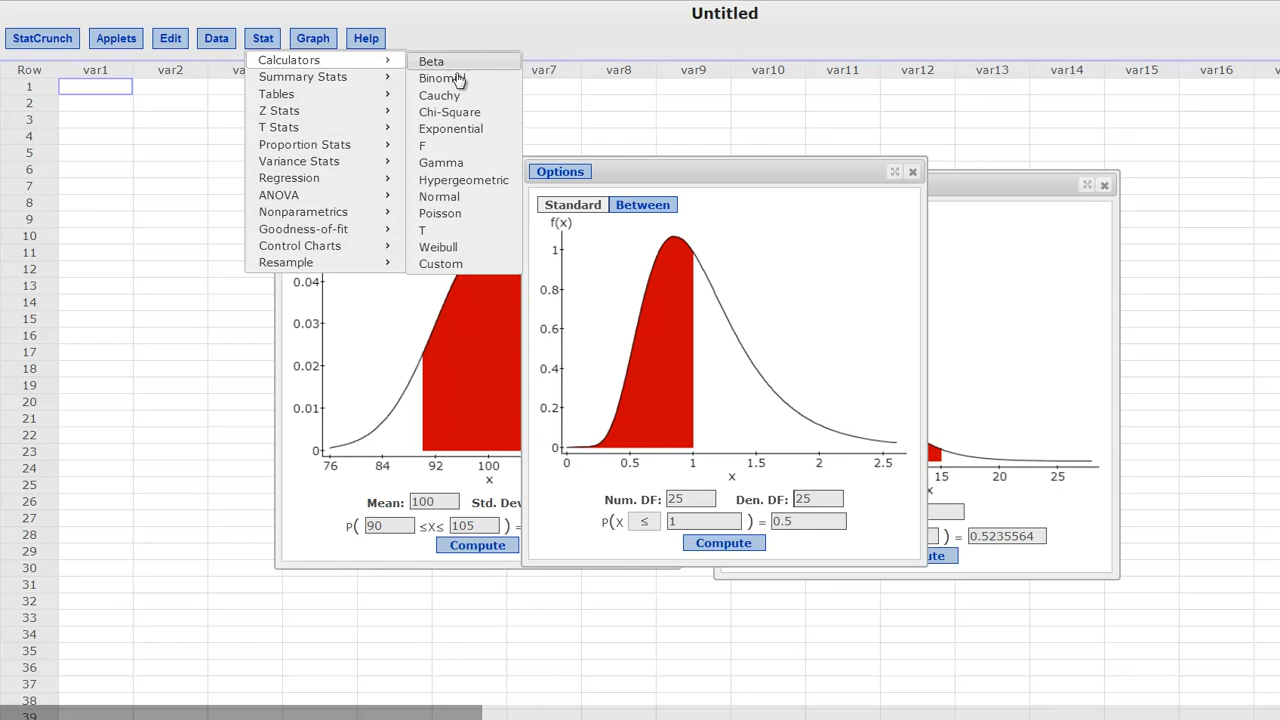 Untitled
StatCrunch Applets Edit Data Stat Graph Help
Row var1 var2 var7 var8 var9 var10 var11 var12 var13 var14 var15 var16
Calculators
Summary Stats
Tables
Z Stats
T Stats
Proportion Stats
Variance Stats
Regression
ANOVA
Nonparametrics
Goodness-of-fit
Control Charts
Resample
Beta
Cauchy
Chi-Square
Exponential
F
Gamma
Hypergeometric
Normal
Poisson
T
Weibull
Custom
1
2
3
4
5
6
7
8
9
10
11
12
13
14
15
16
17
18
19
20
21
22
23
24
25
26
27
28
29
30
31
32
33
34
35
36
37
38
39
0.04
0.03
0.02
0.01
0
76 84 92 100
x
Mean: 100 Std. Dev
P( 90 ≤X≤ 105 ) =
Compute
Options
Standard Between
f(x)
1
0.8
0.6
0.4
0.2
0
0 0.5 1 1.5 2 2.5
x
Num. DF: 25 Den. DF: 25
P(X ≤ 1 ) = 0.5
Compute
15 20 25
x
) = 0.5235564
ute